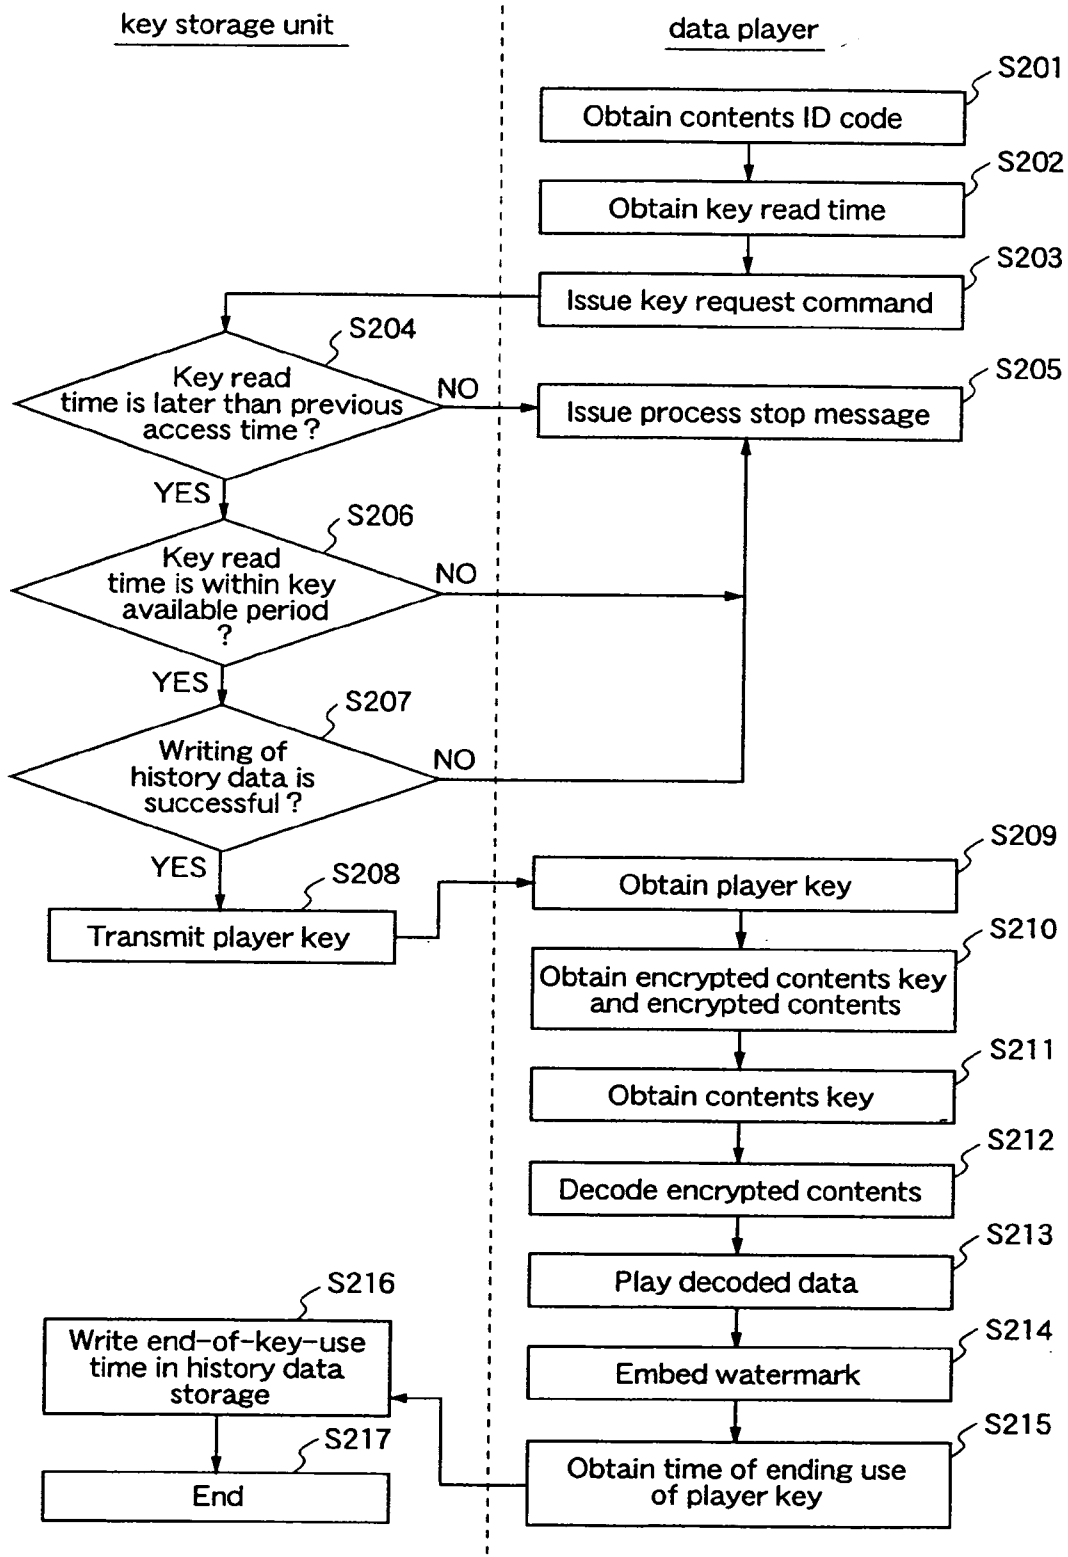 key storage unit
data player
S201
Obtain contents ID code
S202
Obtain key read time
S203
Issue key request command
S204
Key read
time is later than previous
access time ?
NO
S205
Issue process stop message
YES
S206
Key read
time is within key
available period
?
NO
YES
S207
Writing of
history data is
successful ?
NO
YES
S208
Transmit player key
S209
Obtain player key
S210
Obtain encrypted contents key
and encrypted contents
S211
Obtain contents key
S212
Decode encrypted contents
S213
Play decoded data
S214
Embed watermark
S215
Obtain time of ending use
of player key
S216
Write end-of-key-use
time in history data
storage
S217
End